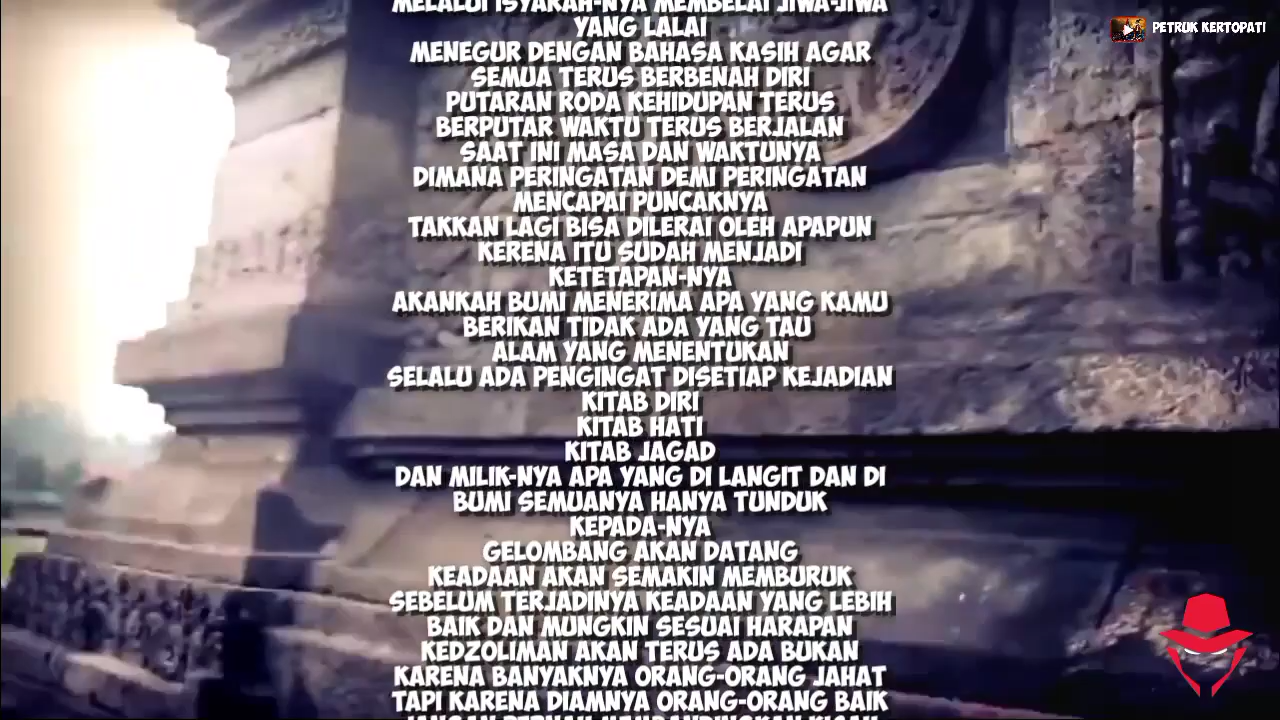 MELALUI ISYARAH-NYA MEMBELAI JIWA-JIWA
YANG LALAI
MENEGUR DENGAN BAHASA KASIH AGAR
SEMUA TERUS BERBENAH DIRI
PUTARAN RODA KEHIDUPAN TERUS
BERPUTAR WAKTU TERUS BERJALAN
SAAT INI MASA DAN WAKTUNYA
DIMANA PERINGATAN DEMI PERINGATAN
MENCAPAI PUNCAKNYA
TAKKAN LAGI BISA DILERAI OLEH APAPUN
KERENA ITU SUDAH MENJADI
KETETAPAN-NYA
AKANKAH BUMI MENERIMA APA YANG KAMU
BERIKAN TIDAK ADA YANG TAU
ALAM YANG MENENTUKAN
SELALU ADA PENGINGAT DISETIAP KEJADIAN
KITAB DIRI
KITAB HATI
KITAB JAGAD
DAN MILIK-NYA APA YANG DI LANGIT DAN DI
BUMI SEMUANYA HANYA TUNDUK
KEPADA-NYA
GELOMBANG AKAN DATANG
KEADAAN AKAN SEMAKIN MEMBURUK
SEBELUM TERJADINYA KEADAAN YANG LEBIH
BAIK DAN MUNGKIN SESUAI HARAPAN
KEDZOLIMAN AKAN TERUS ADA BUKAN
KARENA BANYAKNYA ORANG-ORANG JAHAT
TAPI KARENA DIAMNYA ORANG-ORANG BAIK
PETRUK KERTOPATI